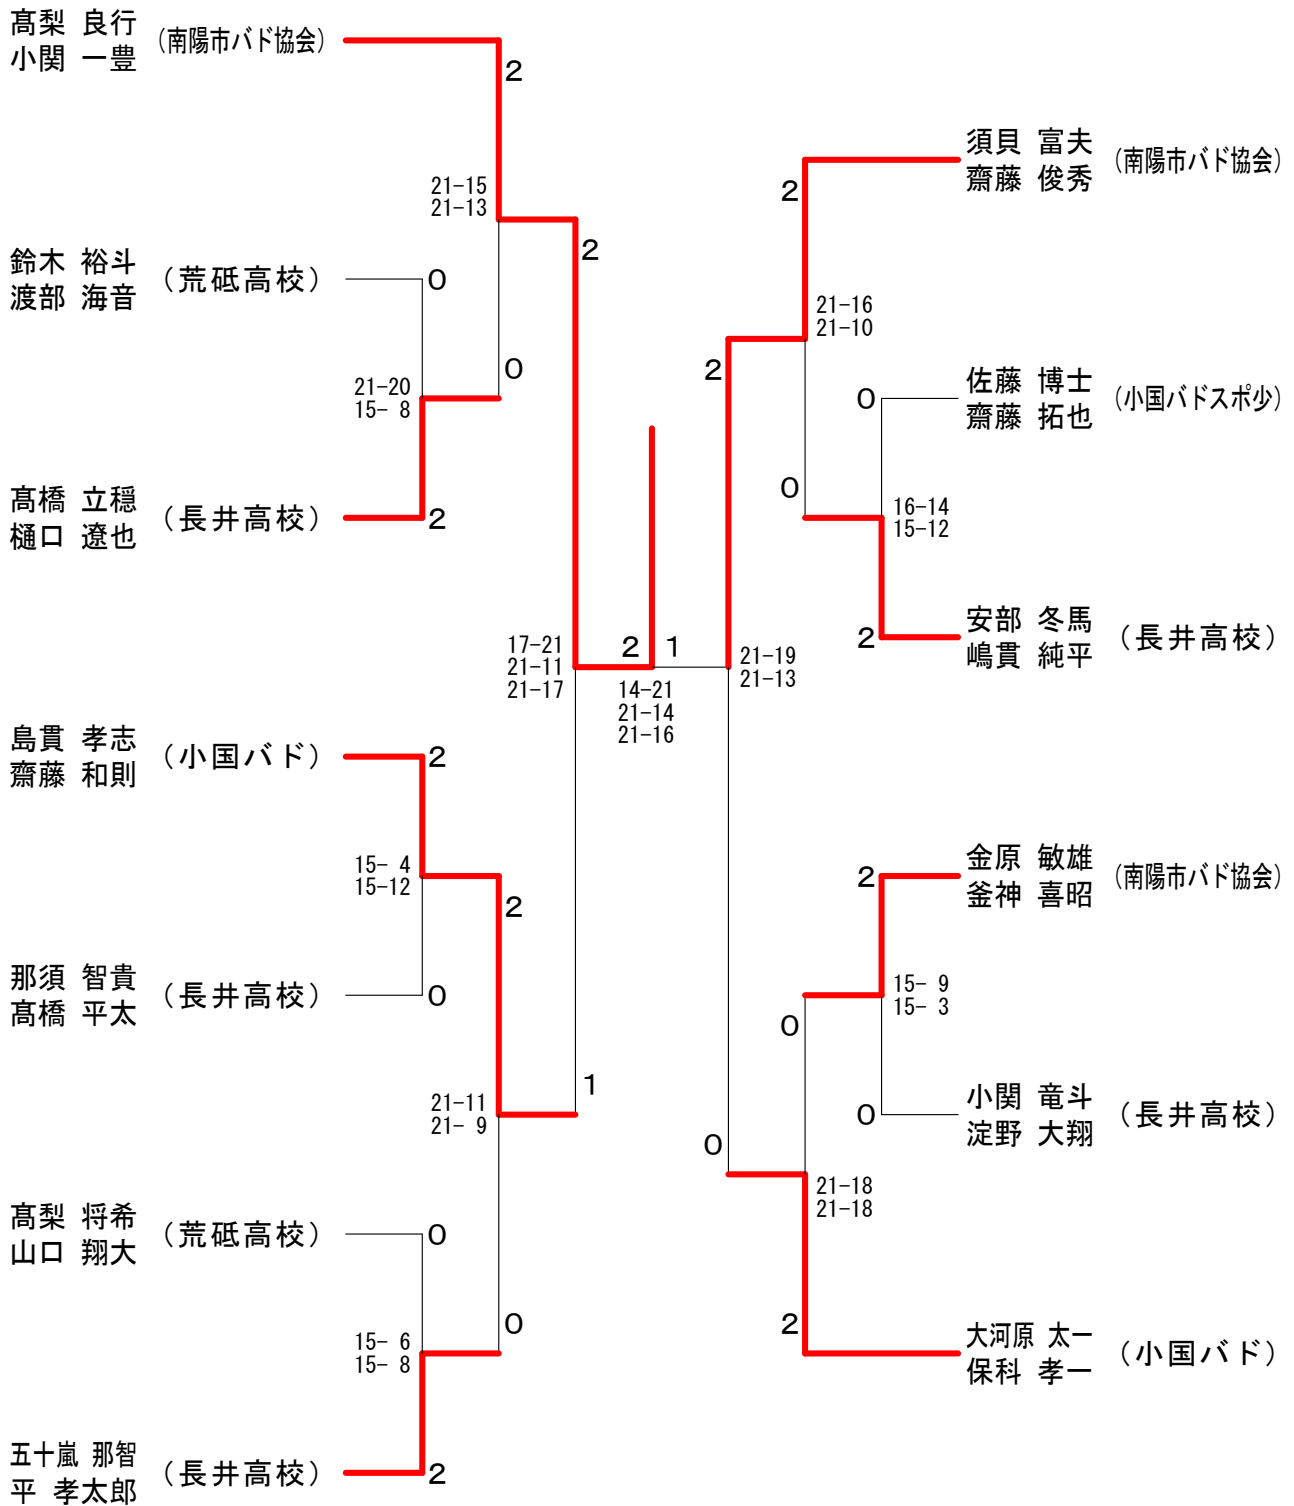 髙梨 良行
小関 一豊
(南陽市バド協会)
2
21-15
21-13
2
鈴木 裕斗
渡部 海音
(荒砥高校)
0
21-20
15- 8
0
髙橋 立穏
樋口 遼也
(長井高校)
2
17-21
21-11
21-17
島貫 孝志
齋藤 和則
(小国バド)
2
15- 4
15-12
2
那須 智貴
髙橋 平太
(長井高校)
0
21-11
21- 9
1
髙梨 将希
山口 翔大
(荒砥高校)
0
15- 6
15- 8
0
五十嵐 那智
平 孝太郎
(長井高校)
2
2
1
14-21
21-14
21-16
須貝 富夫
齋藤 俊秀
(南陽市バド協会)
2
21-16
21-10
2
佐藤 博士
齋藤 拓也
(小国バドスポ少)
0
0
16-14
15-12
安部 冬馬
嶋貫 純平
(長井高校)
2
21-19
21-13
金原 敏雄
釜神 喜昭
(南陽市バド協会)
2
15- 9
15- 3
0
小関 竜斗
淀野 大翔
(長井高校)
0
0
21-18
21-18
大河原 太一
保科 孝一
(小国バド)
2